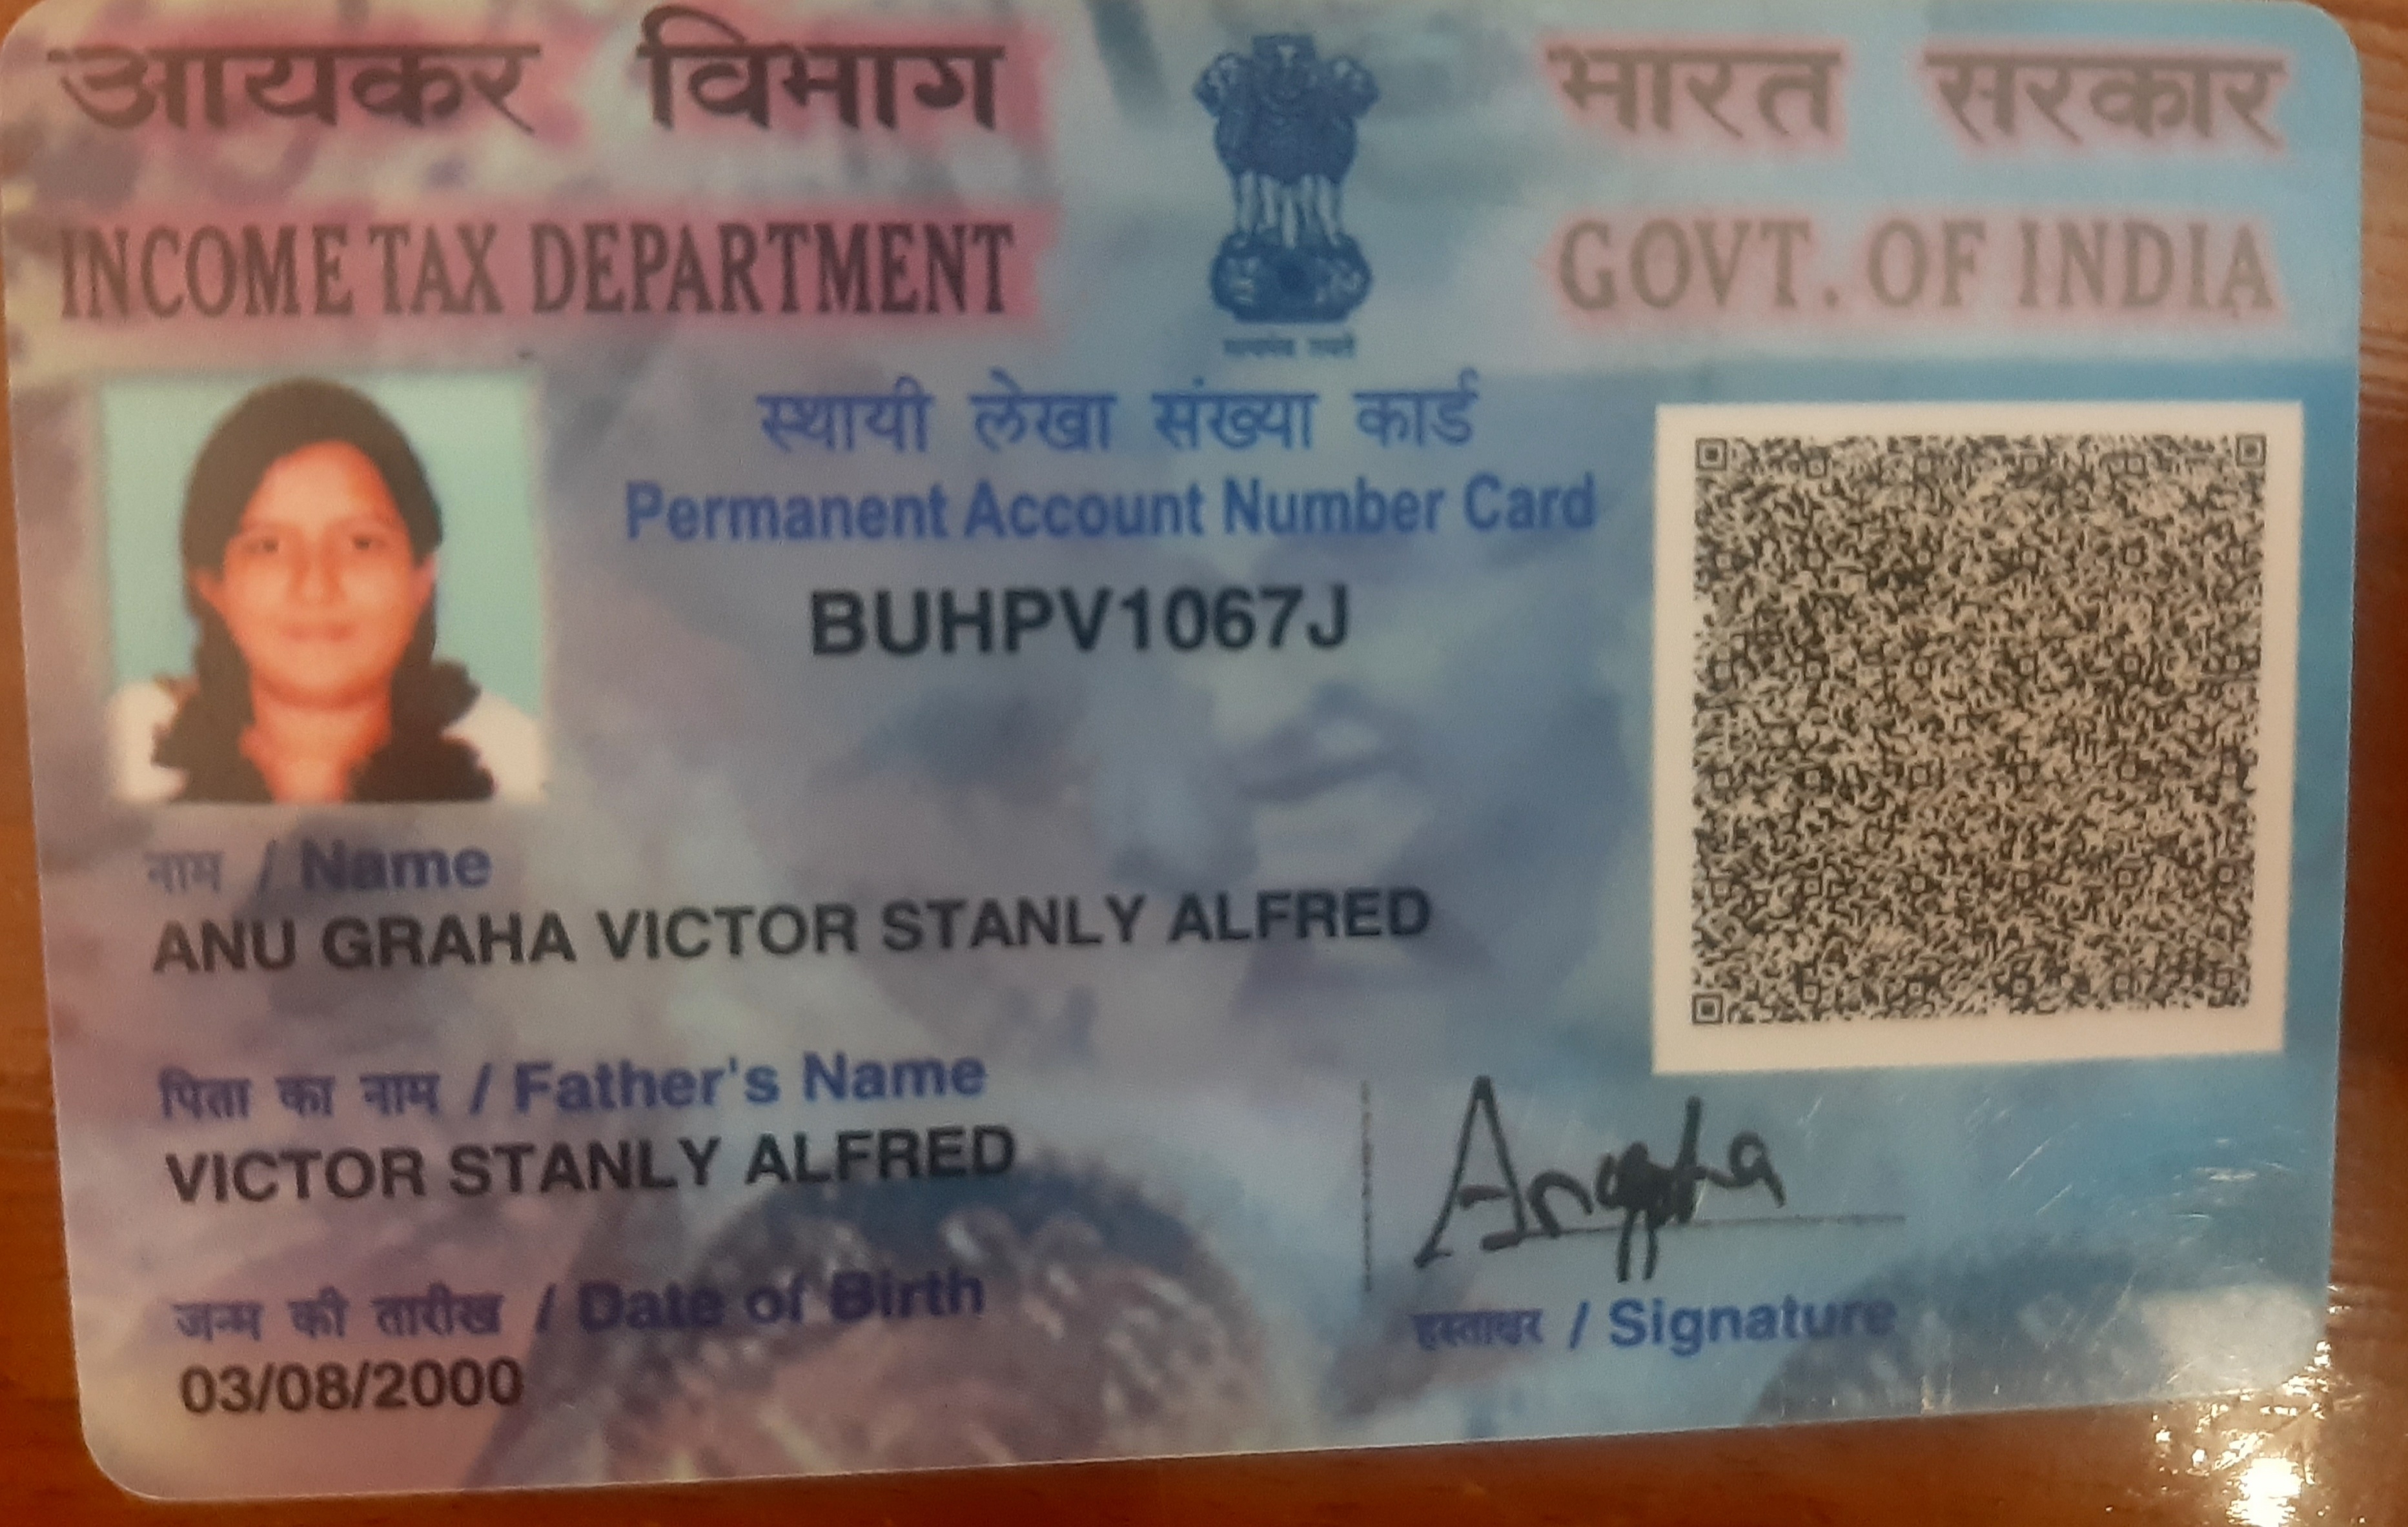 आयकर विभाग
INCOME TAX DEPARTMENT
भारत सरकार
GOVT. OF INDIA
सत्यमेव जयते
स्थायी लेखा संख्या कार्ड
Permanent Account Number Card
BUHPV1067J
नाम / Name
ANU GRAHA VICTOR STANLY ALFRED
पिता का नाम / Father's Name
VICTOR STANLY ALFRED
जन्म की तारीख / Date of Birth
03/08/2000
हस्ताक्षर / Signature